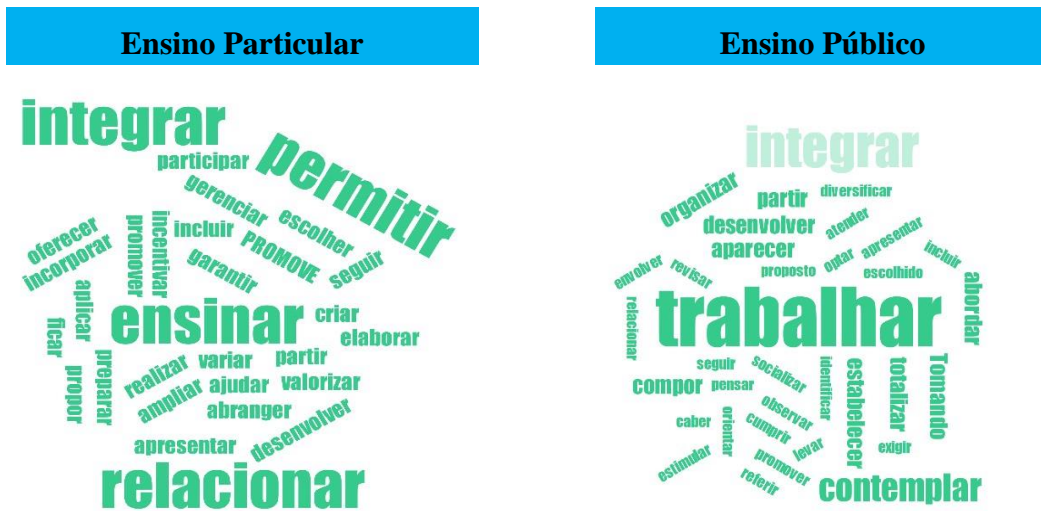 Ensino Particular
integrar
permitir
participar
gerenciar
escolher
incluir
PROMOVE
seguir
garantir
oferecer
incorporar
promover
incentivar
aplicar
ensinar
criar
elaborar
ficar
propor
preparar
realizar
variar
partir
ampliar
ajudar
valorizar
abranger
desenvolver
apresentar
relacionar
Ensino Público
integrar
organizar
partir
diversificar
desenvolver
atender
aparecer
apresentar
optar
incluir
envolver
revisar
proposto
escolhido
abordar
relacionar
trabalhar
seguir
socializar
identificar
estabelecer
totalizar
Tomando
compor
pensar
observar
caber
orientar
cumprir
levar
exigir
estimular
promover
referir
contemplar